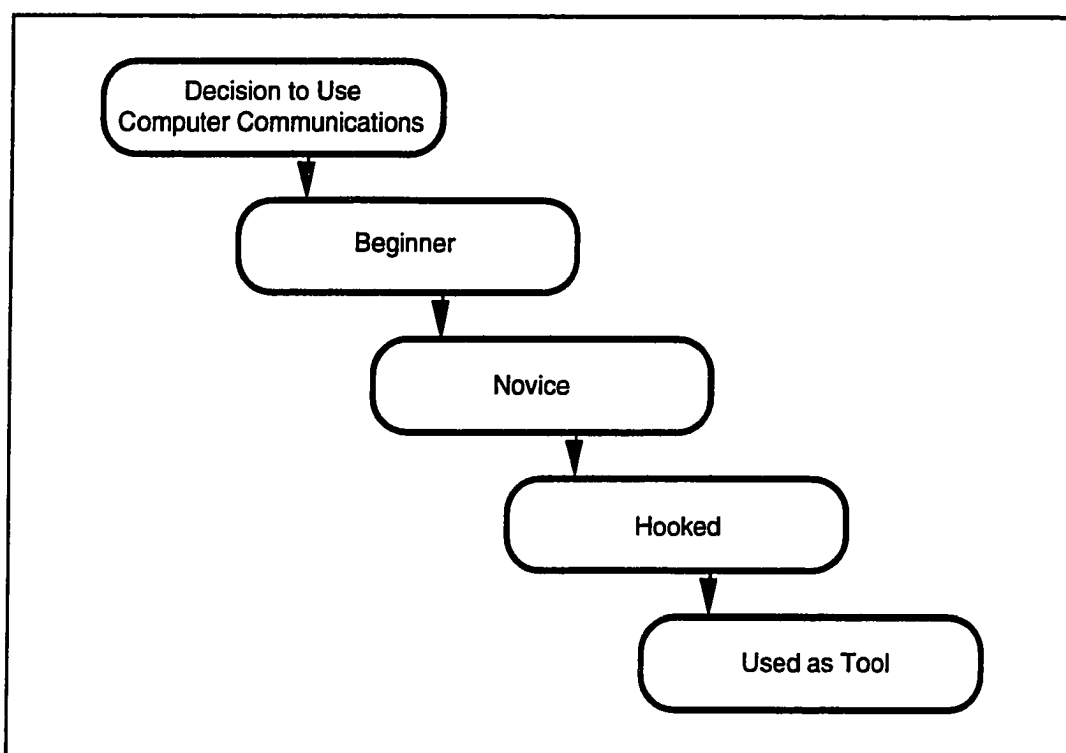 Decision to Use
Computer Communications
Beginner
Novice
Hooked
Used as Tool